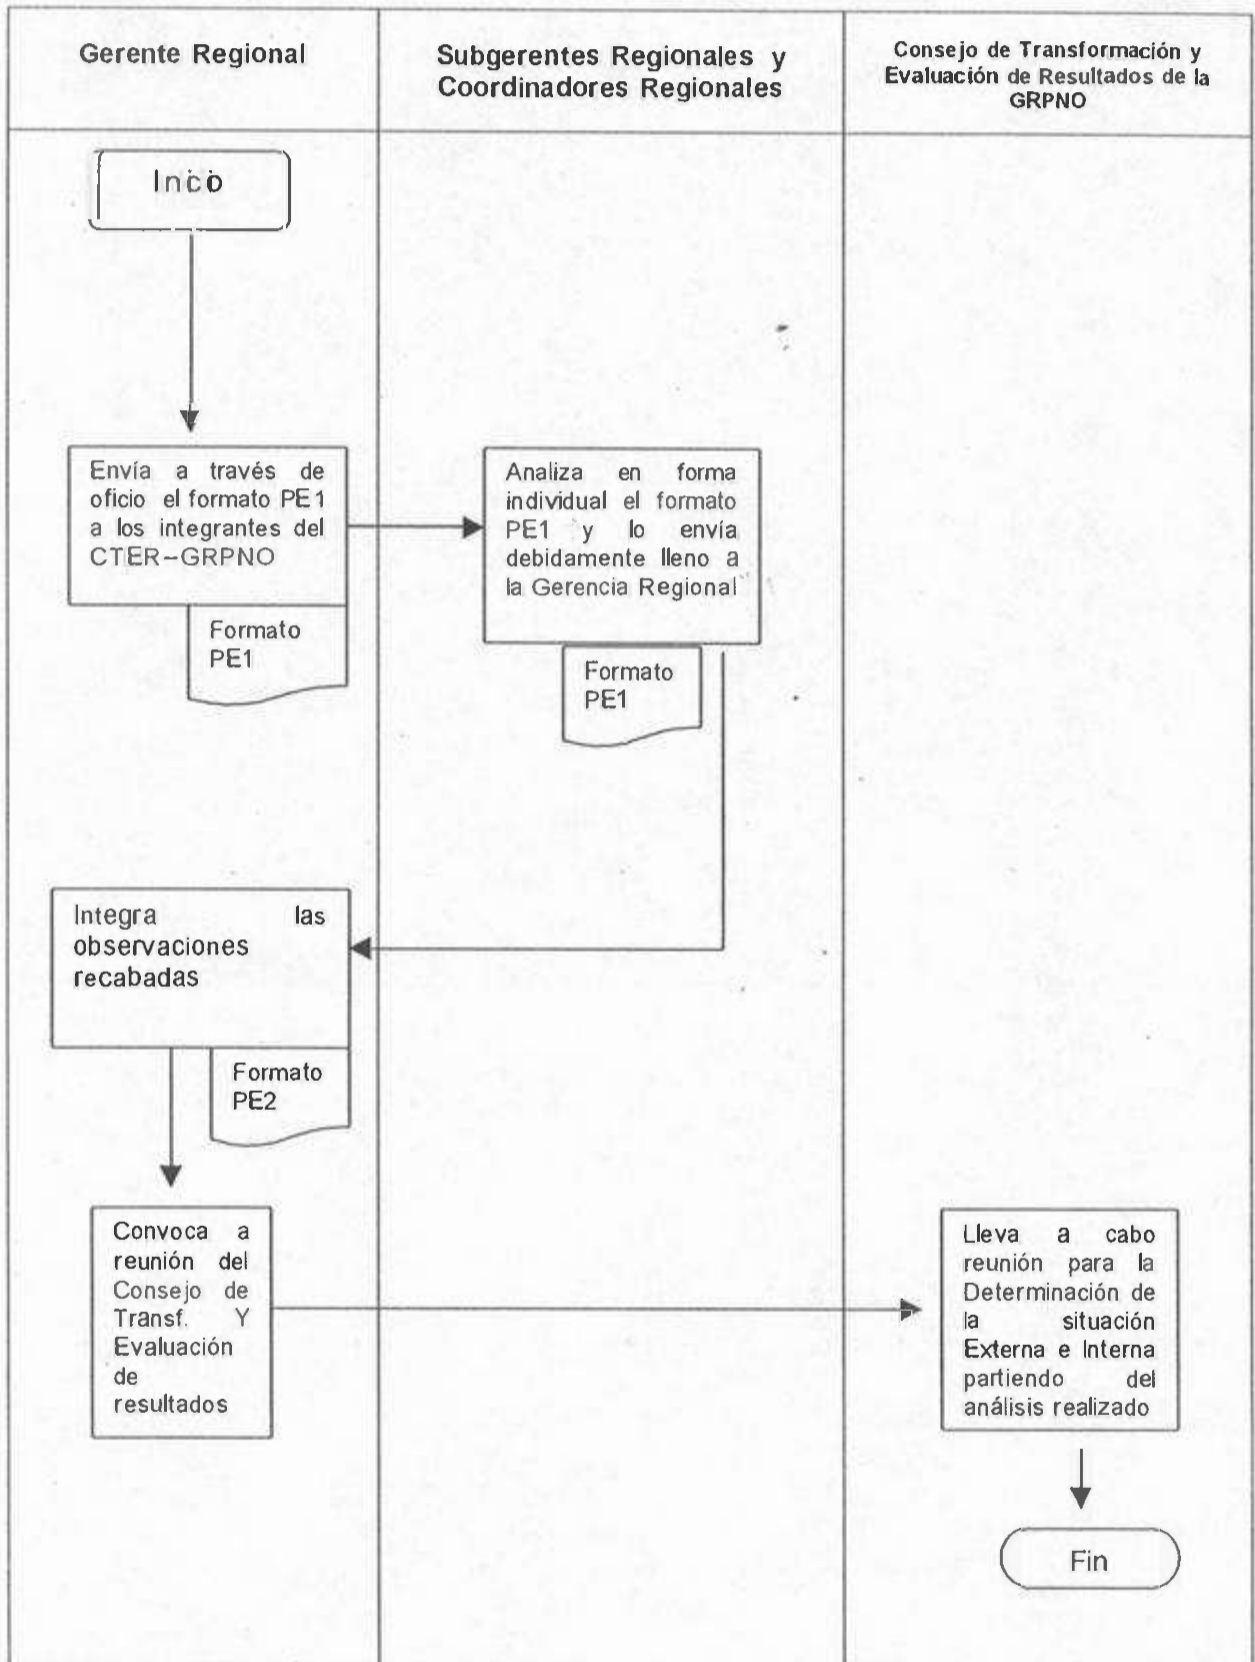 Gerente Regional
Subgerentes Regionales y
Coordinadores Regionales
Consejo de Transformación y
Evaluación de Resultados de la
GRPNO
Inco
Envía a través de
oficio el formato PE1
a los integrantes del
CTER-GRPNO
Formato
PE1
Analiza en forma
individual el formato
PE1 y lo envía
debidamente lleno a
la Gerencia Regional
Formato
PE1
Integra las
observaciones
recabadas
Formato
PE2
Convoca a
reunión del
Consejo de
Transf. Y
Evaluación
de
resultados
Lleva a cabo
reunión para la
Determinación de
la situación
Externa e Interna
partiendo del
análisis realizado
Fin